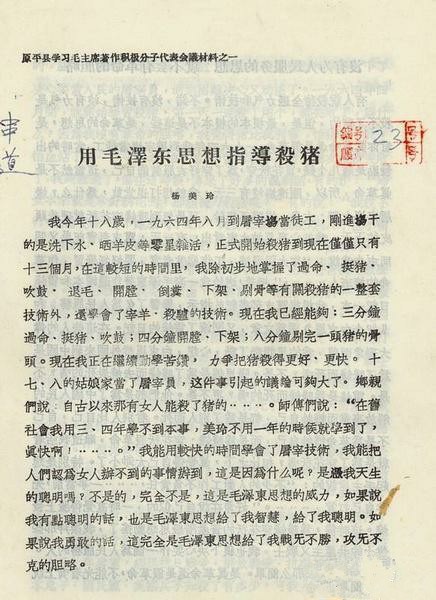 原平县学习毛主席著作积极分子代表会議材料之一
申道
编号
23
用毛澤东思想指导殺猪
杨美玲
我今年十八歲，一九六四年八月到屠宰場當徒工，剛進場干
的是洗下水、晒羊皮等零星雜活，正式開始殺猪到現在僅僅只有
十三個月，在這較短的時間里，我除初步地掌握了過命、挺猪、
吹鼓、退毛、開膛、倒糞、下架、剔骨等有關殺猪的一整套
技術外，還學會了宰羊、殺驢的技術。現在我已經能夠：三分鐘
過命、挺猪、吹鼓；四分鐘開膛、下架；八分鐘剔完一頭猪的骨
頭。現在我正在繼續勤學苦鑽，力爭把猪殺得更好、更快。十
七、八的姑娘家當了屠宰員，这件事引起的議論可夠大了。鄉親
們說：自古以來那有女人能殺了猪的·····。師傅們說：“在舊
社會我用三、四年學不到本事，美玲不用一年的時候就學到了，
眞快啊！·····。”我能用較快的時間學會了屠宰技術，我能把
人們認爲女人辦不到的事情辦到，這是因爲什么呢？是憑我天生
的聰明嗎？不是的，完全不是，這是毛澤東思想的威力，如果説
我有點聰明的話，也是毛澤東思想給了我智慧，給了我聰明。如
果説我勇敢的話，這完全是毛澤东思想給了我戰旡不勝，攻旡不
克的胆略。